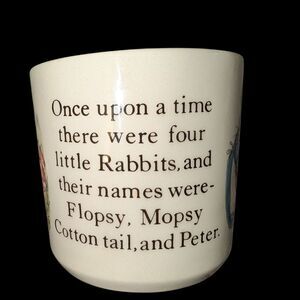 Once upon a time
there were four
little Rabbits, and
their names were-
Flopsy, Mopsy
Cotton tail, and Peter.